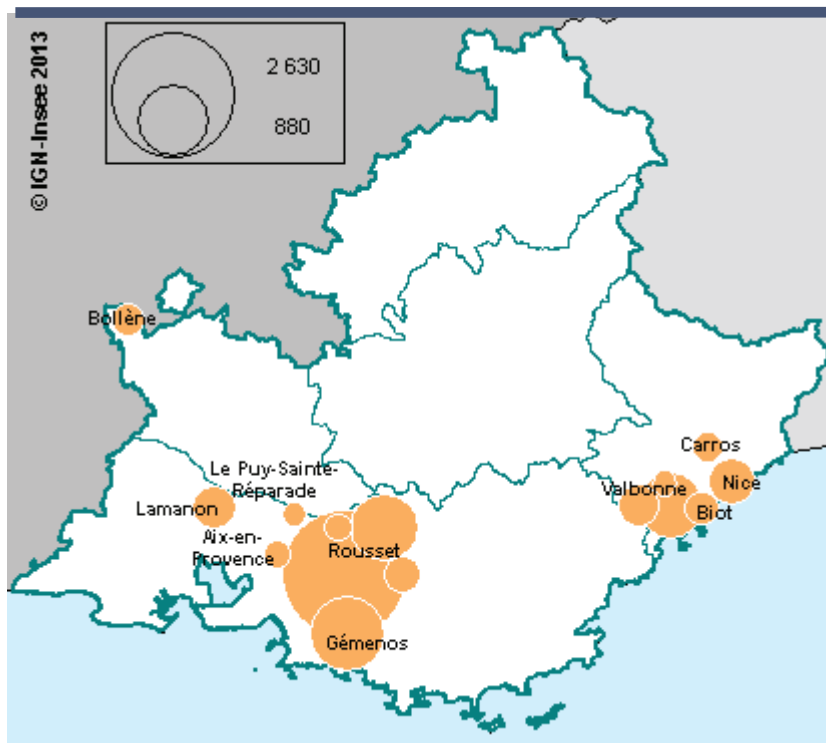 © IGN-Insee 2013
2 630
880
Bollène
Carros
Le Puy-Sainte-
Réparade
Valbonne
Nice
Lamanon
Biot
Aix-en-
Provence
Rousset
Gémenos